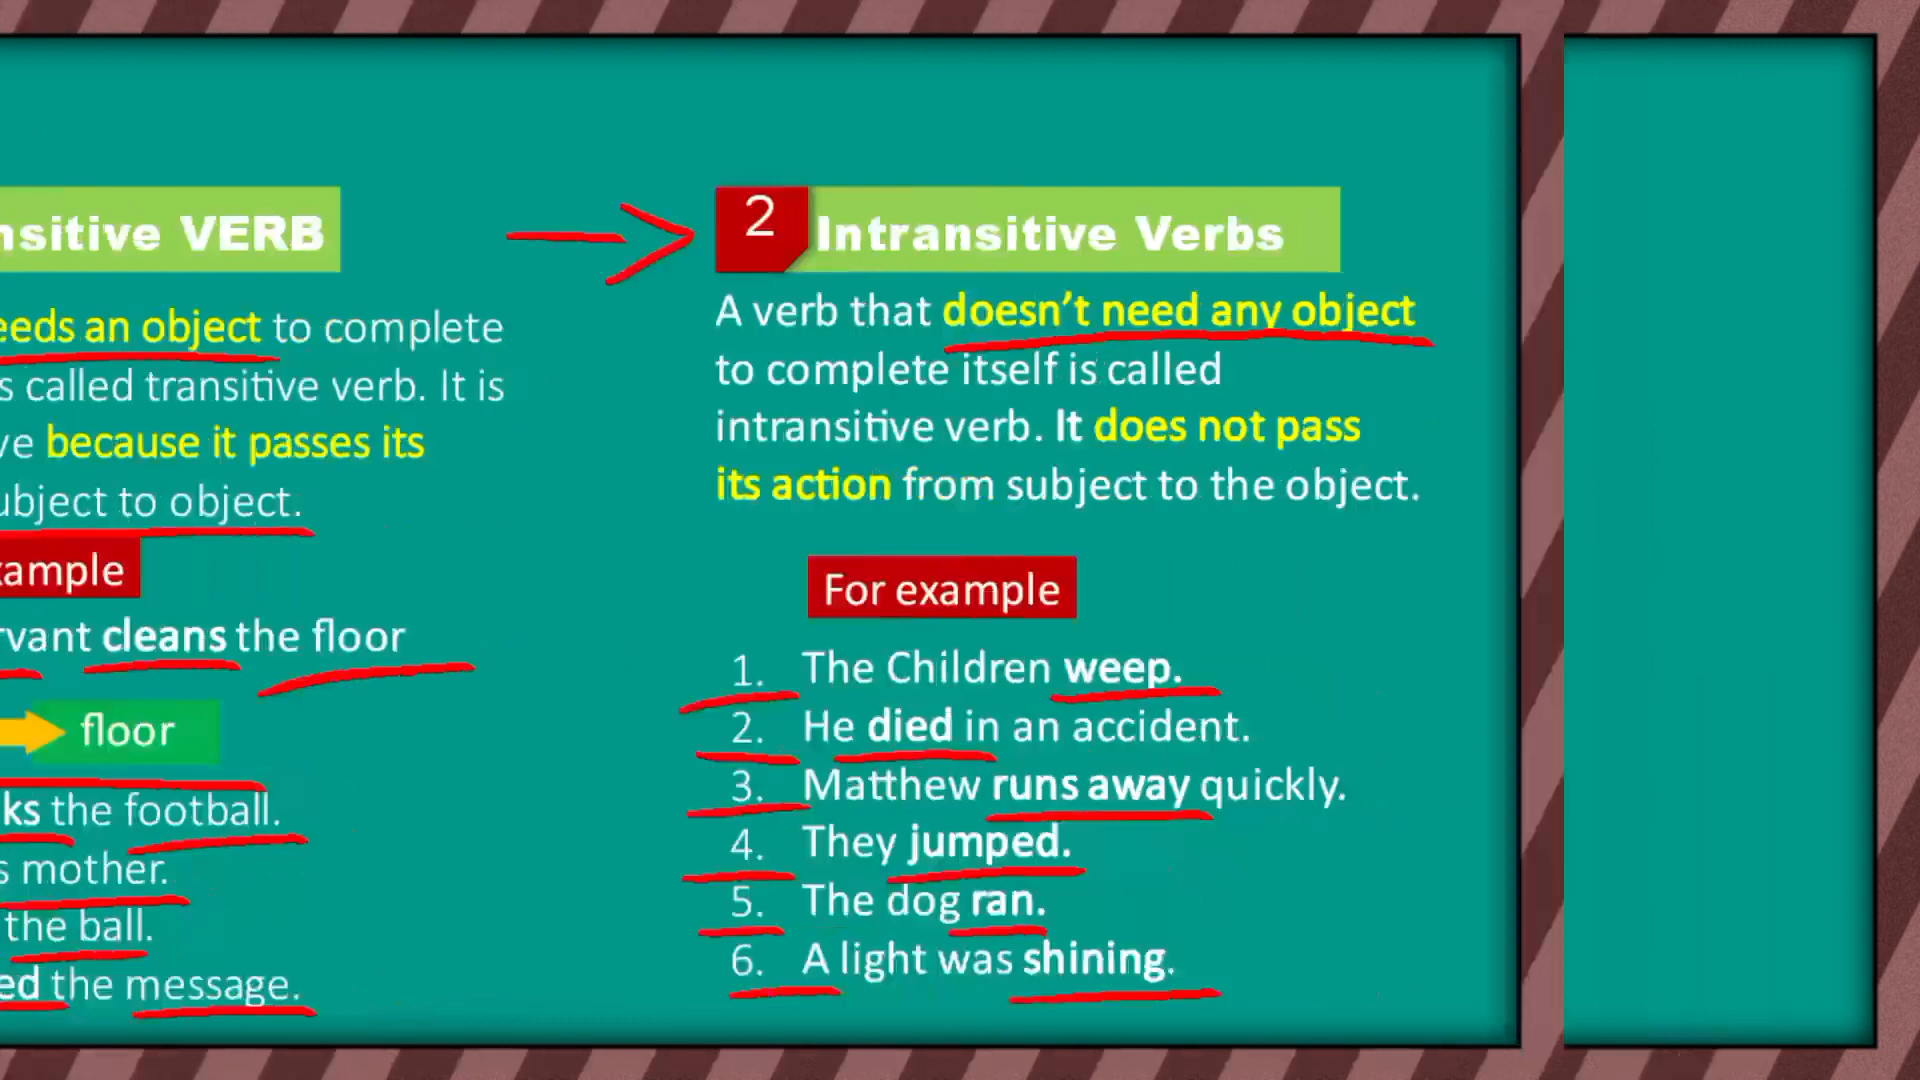 nsitive VERB
eeds an object to complete
s called transitive verb. It is
ve because it passes its
ubject to object.
xample
rvant cleans the floor
floor
ks the football.
s mother.
the ball.
ed the message.
2 Intransitive Verbs
A verb that doesn’t need any object
to complete itself is called
intransitive verb. It does not pass
its action from subject to the object.
For example
1. The Children weep.
2. He died in an accident.
3. Matthew runs away quickly.
4. They jumped.
5. The dog ran.
6. A light was shining.